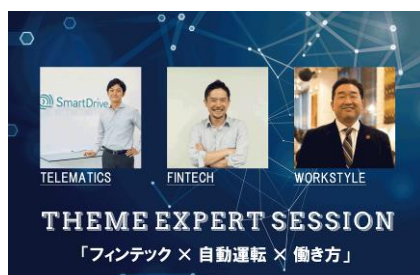 SmartDrive
TELEMATICS
FINTECH
WORKSTYLE
THEME EXPERT SESSION
「フィンテック × 自動運転 × 働き方」